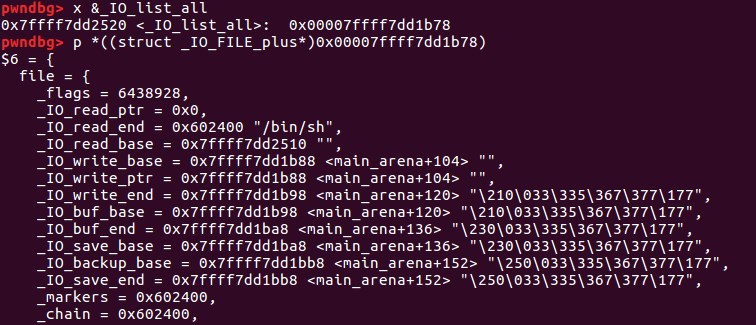 pwndbg> x &_IO_list_all
0x7ffff7dd2520 <_IO_list_all>:  0x00007ffff7dd1b78
pwndbg> p *((struct _IO_FILE_plus*)0x00007ffff7dd1b78)
$6 = {
  file = {
    _flags = 6438928,
    _IO_read_ptr = 0x0,
    _IO_read_end = 0x602400 "/bin/sh",
    _IO_read_base = 0x7ffff7dd2510 "",
    _IO_write_base = 0x7ffff7dd1b88 <main_arena+104> "",
    _IO_write_ptr = 0x7ffff7dd1b88 <main_arena+104> "",
    _IO_write_end = 0x7ffff7dd1b98 <main_arena+120> "\210\033\335\367\377\177",
    _IO_buf_base = 0x7ffff7dd1b98 <main_arena+120> "\210\033\335\367\377\177",
    _IO_buf_end = 0x7ffff7dd1ba8 <main_arena+136> "\230\033\335\367\377\177",
    _IO_save_base = 0x7ffff7dd1ba8 <main_arena+136> "\230\033\335\367\377\177",
    _IO_backup_base = 0x7ffff7dd1bb8 <main_arena+152> "\250\033\335\367\377\177",
    _IO_save_end = 0x7ffff7dd1bb8 <main_arena+152> "\250\033\335\367\377\177",
    _markers = 0x602400,
    _chain = 0x602400,